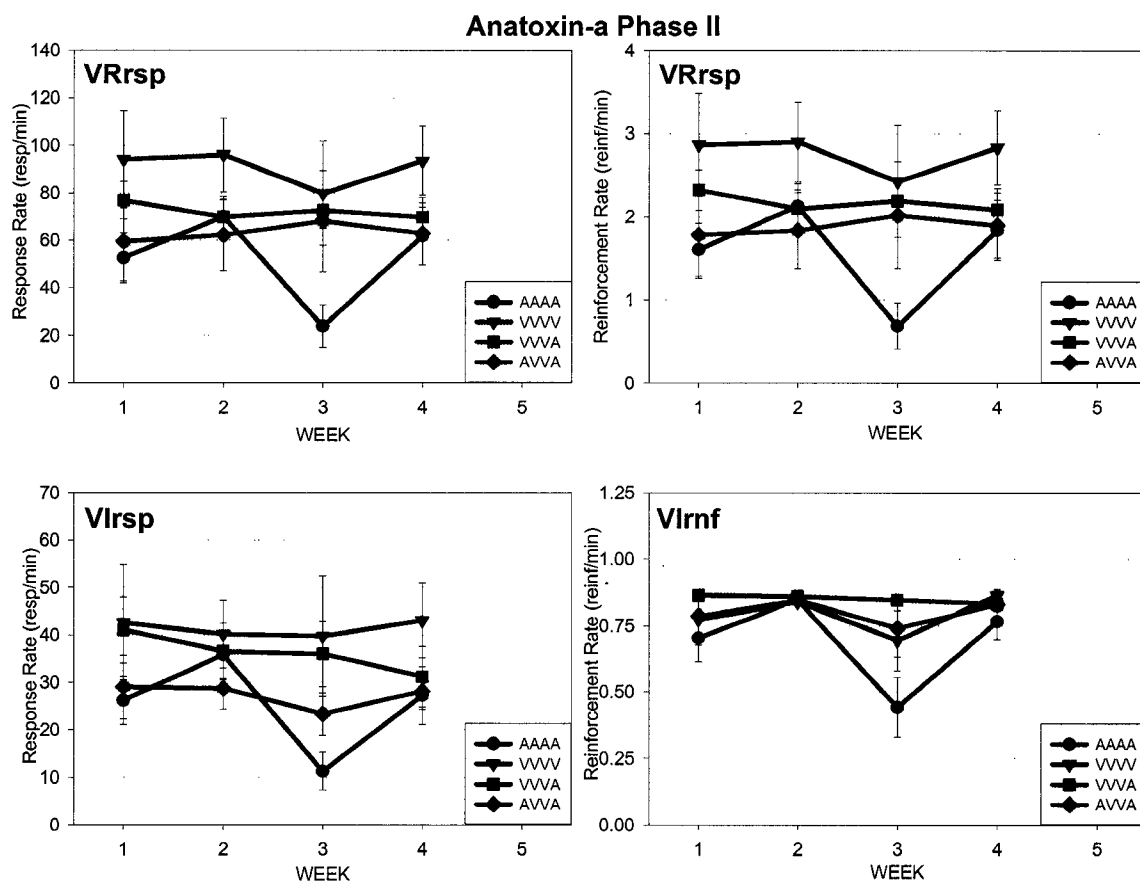 Anatoxin-a Phase II
VRrsp
Response Rate (resp/min)
140
120
100
80
60
40
20
0
AAAA
VVVV
VVVA
AVVA
1 2 3 4 5
WEEK
VRrsp
Reinforcement Rate (reinf/min)
4
3
2
1
0
AAAA
VVVV
VVVA
AVVA
1 2 3 4 5
WEEK
VIrsp
Response Rate (resp/min)
70
60
50
40
30
20
10
0
AAAA
VVVV
VVVA
AVVA
1 2 3 4 5
WEEK
VIrnf
Reinforcement Rate (reinf/min)
1.25
1.00
0.75
0.50
0.25
0.00
AAAA
VVVV
VVVA
AVVA
1 2 3 4 5
WEEK